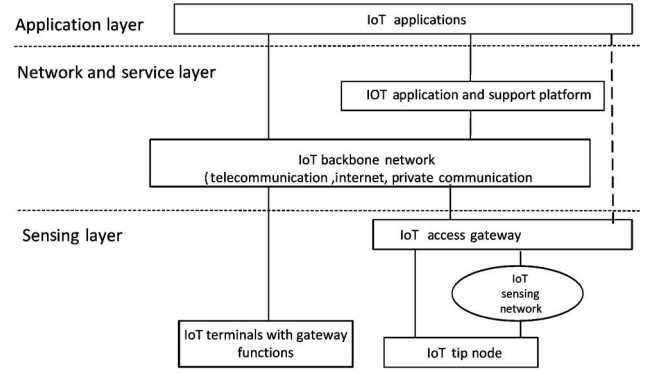 Application layer
IoT applications
Network and service layer
IOT application and support platform
IoT backbone network
(telecommunication ,internet, private communication
Sensing layer
IoT access gateway
IoT
sensing
network
IoT terminals with gateway
functions
IoT tip node